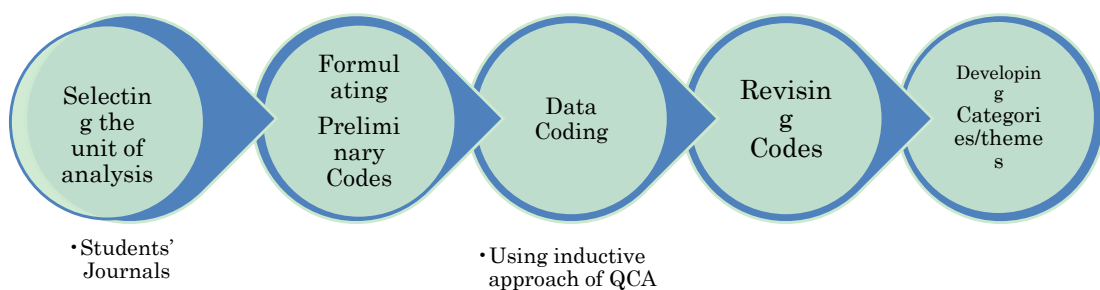 Selectin
g the
unit of
analysis
Formul
ating
Prelimi
nary
Codes
Data
Coding
Revisin
g
Codes
Developin
g
Categori
es/theme
s
・Students’
Journals
・Using inductive
approach of QCA